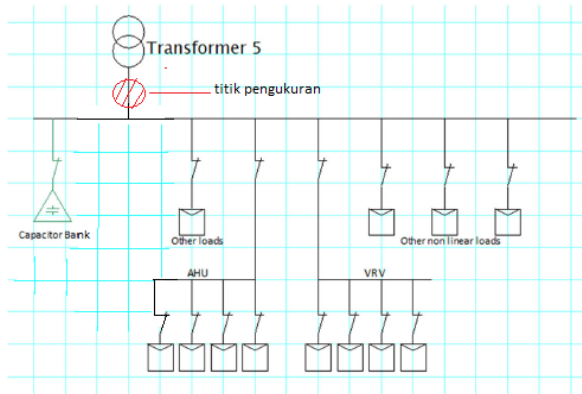 Transformer 5
titik pengukuran
Capacitor Bank
Other loads
Other non linear loads
AHU
VRV